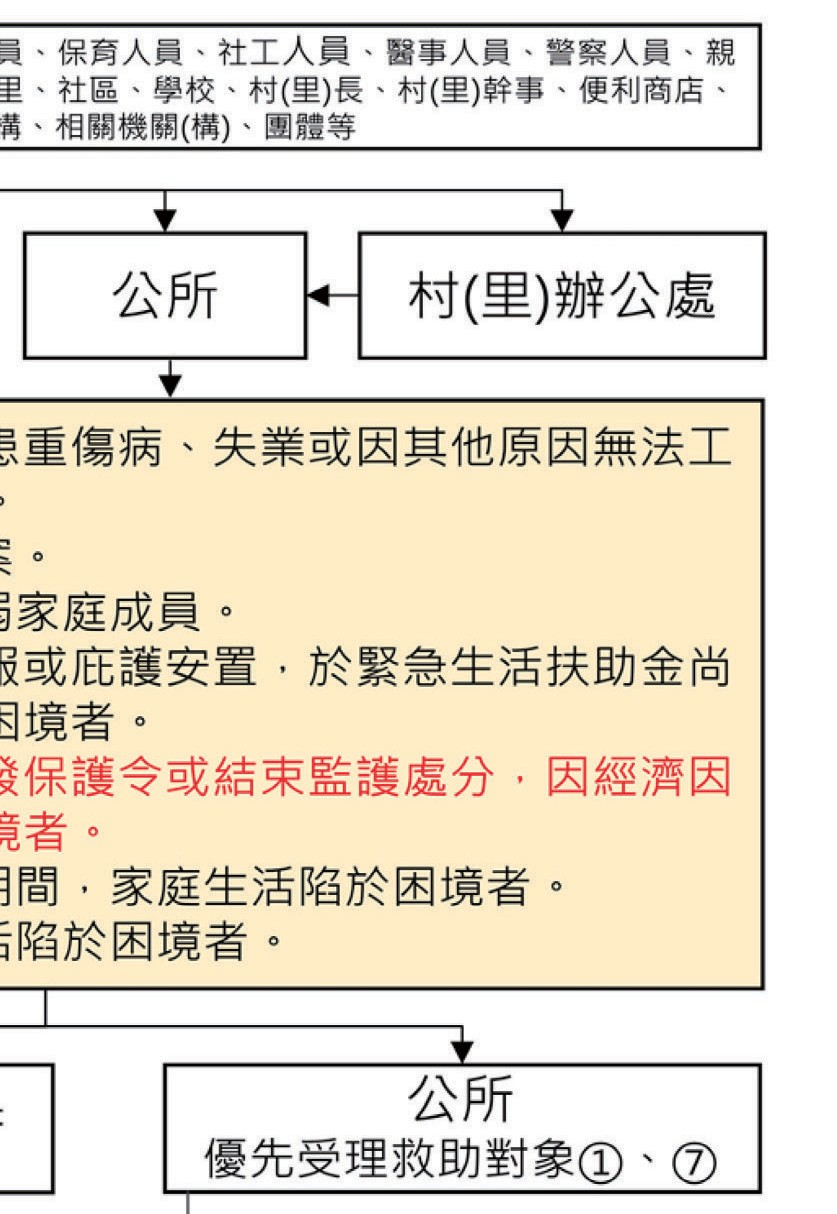 員、保育人員、社工人員、醫事人員、警察人員、親
里、社區、學校、村(里)長、村(里)幹事、便利商店、
構、相關機關(構)、團體等
公所
村(里)辦公處
患重傷病、失業或因其他原因無法工
。
案。
弱家庭成員。
報或庇護安置，於緊急生活扶助金尚
困境者。
發保護令或結束監護處分，因經濟因
境者。
期間，家庭生活陷於困境者。
活陷於困境者。
公所
優先受理救助對象①、⑦